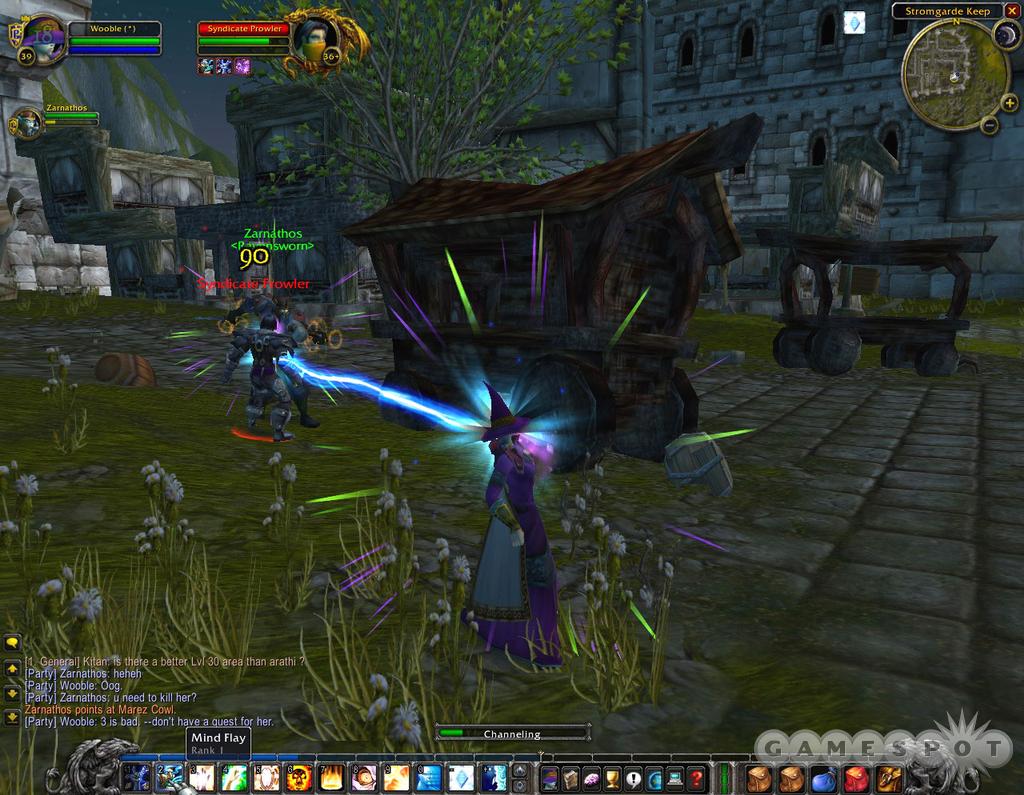 Wooble (*)
39
Syndicate Prowler
36+
Stromgarde Keep
N
Zarnathos
Zarnathos
90
Syndicate Prowler
[1. General] Kitan: is there a better Lvl 30 area than arathi ?
[Party] Zarnathos: heheh
[Party] Wooble: Oog.
[Party] Zarnathos: u need to kill her?
Zarnathos points at Marez Cowl.
[Party] Wooble: 3 is bad, --don't have a quest for her.
Channeling
Mind Flay
Rank 1
GAMESPOT